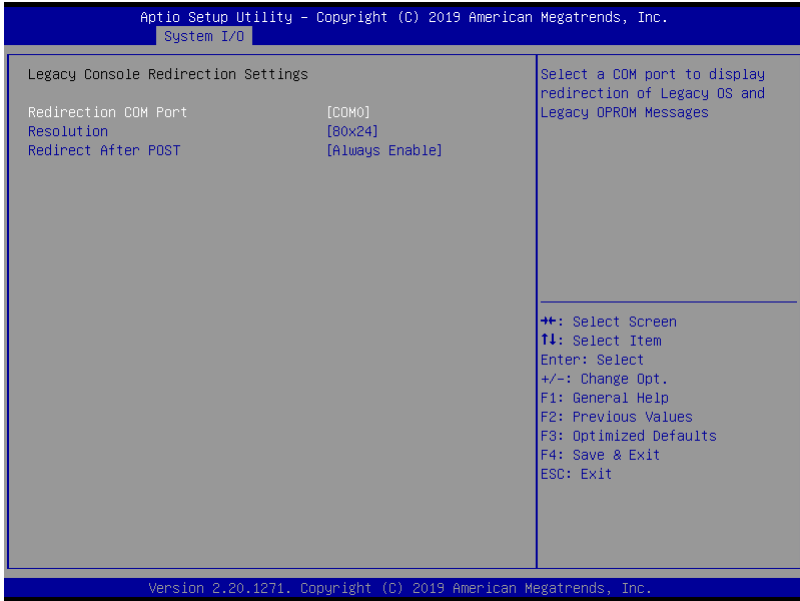 Aptio Setup Utility – Copyright (C) 2019 American Megatrends, Inc.
System I/O
Legacy Console Redirection Settings
Redirection COM Port [COM0]
Resolution [80x24]
Redirect After POST [Always Enable]
Select a COM port to display
redirection of Legacy OS and
Legacy OPROM Messages
→←: Select Screen
↑↓: Select Item
Enter: Select
+/-: Change Opt.
F1: General Help
F2: Previous Values
F3: Optimized Defaults
F4: Save & Exit
ESC: Exit
Version 2.20.1271. Copyright (C) 2019 American Megatrends, Inc.